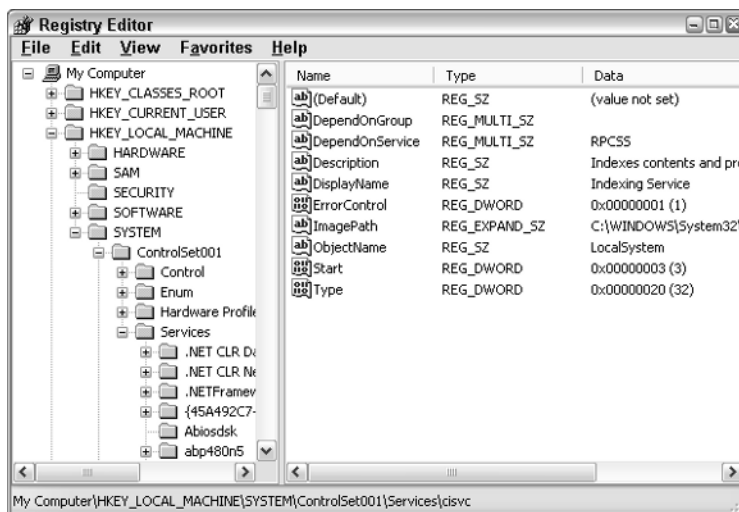 Registry Editor
File Edit View Favorites Help
My Computer
HKEY_CLASSES_ROOT
HKEY_CURRENT_USER
HKEY_LOCAL_MACHINE
HARDWARE
SAM
SECURITY
SOFTWARE
SYSTEM
ControlSet001
Control
Enum
Hardware Profile
Services
.NET CLR Da
.NET CLR Ne
.NETFramew
{45A492C7-
Abiosdsk
abp480n5
Name Type Data
(Default) REG_SZ (value not set)
DependOnGroup REG_MULTI_SZ
DependOnService REG_MULTI_SZ RPCSS
Description REG_SZ Indexes contents and pr
DisplayName REG_SZ Indexing Service
ErrorControl REG_DWORD 0x00000001 (1)
ImagePath REG_EXPAND_SZ C:\WINDOWS\System32\
ObjectName REG_SZ LocalSystem
Start REG_DWORD 0x00000003 (3)
Type REG_DWORD 0x00000020 (32)
My Computer\HKEY_LOCAL_MACHINE\SYSTEM\ControlSet001\Services\cisvc